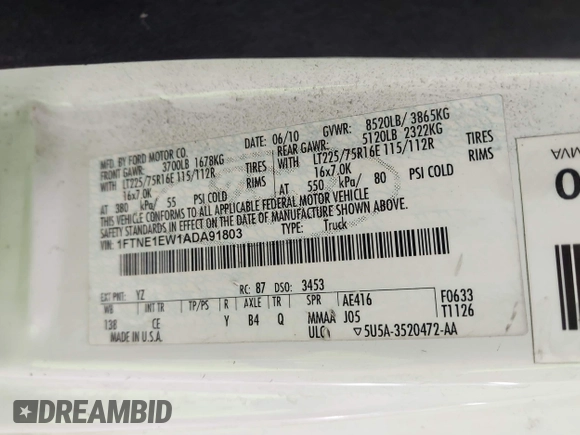 MFD. BY FORD MOTOR CO.
DATE: 06/10 GVWR: 8520LB/ 3865KG
FRONT GAWR: 3700LB 1678KG REAR GAWR: 5120LB 2322KG
WITH LT225/75R16E 115/112R TIRES WITH LT225/75R16E 115/112R TIRES
16x7.0K RIMS 16x7.0K RIMS
AT 380 kPa/ 55 PSI COLD AT 550 kPa/ 80 PSI COLD
THIS VEHICLE CONFORMS TO ALL APPLICABLE FEDERAL MOTOR VEHICLE
SAFETY STANDARDS IN EFFECT ON THE DATE OF MANUFACTURE SHOWN ABOVE.
VIN: 1FTNE1EW1ADA91803 TYPE: Truck
EXT PNT: YZ RC: 87 DSO: 3453
WB INT TR TP/PS R AXLE TR SPR AE416 F0633
138 CE Y B4 Q MMAA J05 T1126
MADE IN U.S.A. ULC ▽5U5A-3520472-AA
MVA
0
DREAMBID